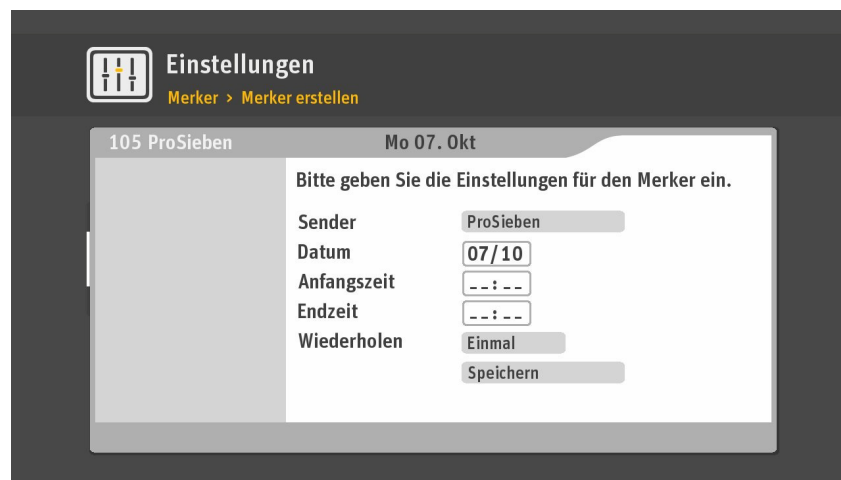 Einstellungen
Merker > Merker erstellen
105 ProSieben Mo 07. Okt
Bitte geben Sie die Einstellungen für den Merker ein.
Sender ProSieben
Datum 07/10
Anfangszeit --:--
Endzeit --:--
Wiederholen Einmal
Speichern